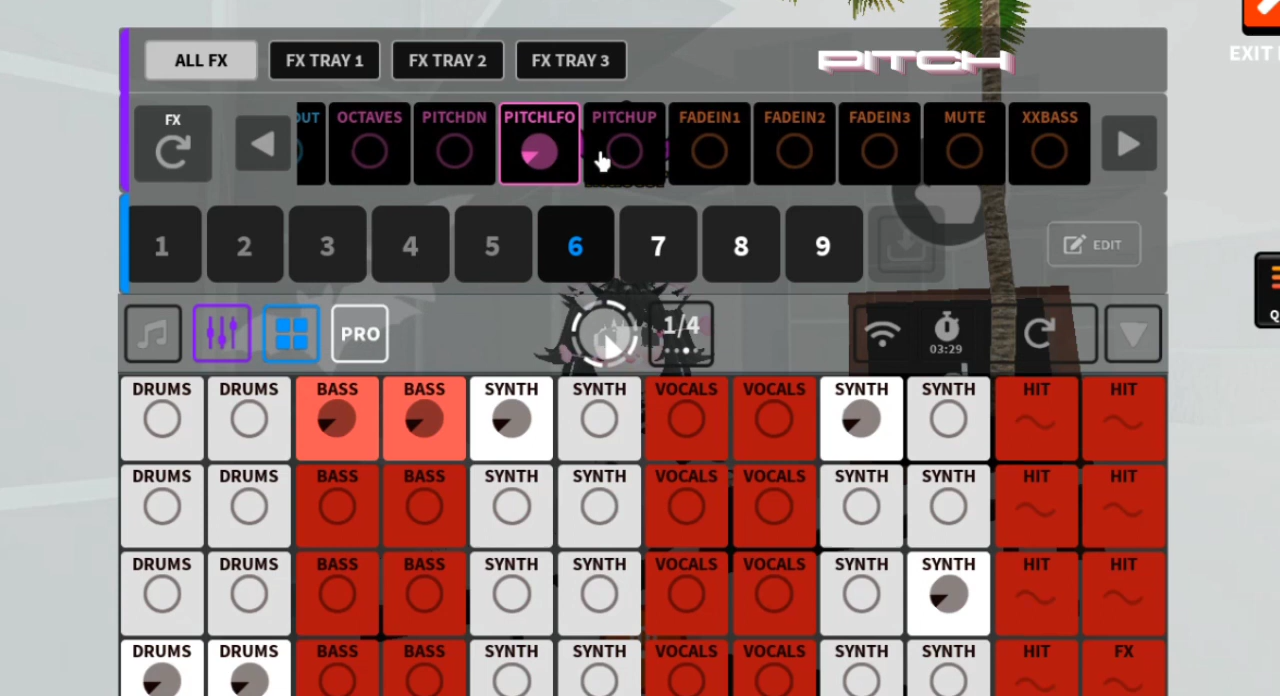 ALL FX FX TRAY 1 FX TRAY 2 FX TRAY 3 PITCH
EXIT
FX OUT OCTAVES PITCHDN PITCHLFO PITCHUP FADEIN1 FADEIN2 FADEIN3 MUTE XXBASS
1 2 3 4 5 6 7 8 9 EDIT
PRO 1/4 03:29
DRUMS DRUMS BASS BASS SYNTH SYNTH VOCALS VOCALS SYNTH SYNTH HIT HIT
DRUMS DRUMS BASS BASS SYNTH SYNTH VOCALS VOCALS SYNTH SYNTH HIT HIT
DRUMS DRUMS BASS BASS SYNTH SYNTH VOCALS VOCALS SYNTH SYNTH HIT HIT
DRUMS DRUMS BASS BASS SYNTH SYNTH VOCALS VOCALS SYNTH SYNTH HIT FX